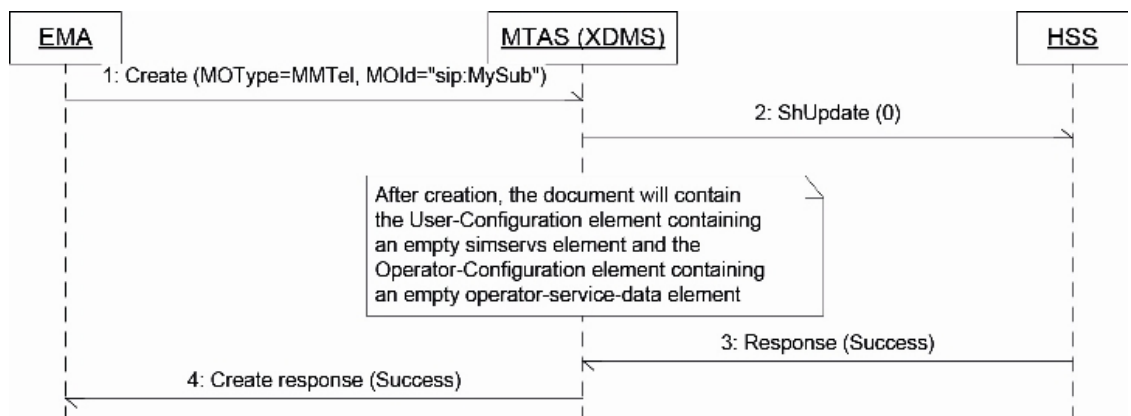 EMA
MTAS (XDMS)
HSS
1: Create (MOType=MMTel, MOId="sip:MySub")
2: ShUpdate (0)
After creation, the document will contain
the User-Configuration element containing
an empty simservs element and the
Operator-Configuration element containing
an empty operator-service-data element
3: Response (Success)
4: Create response (Success)